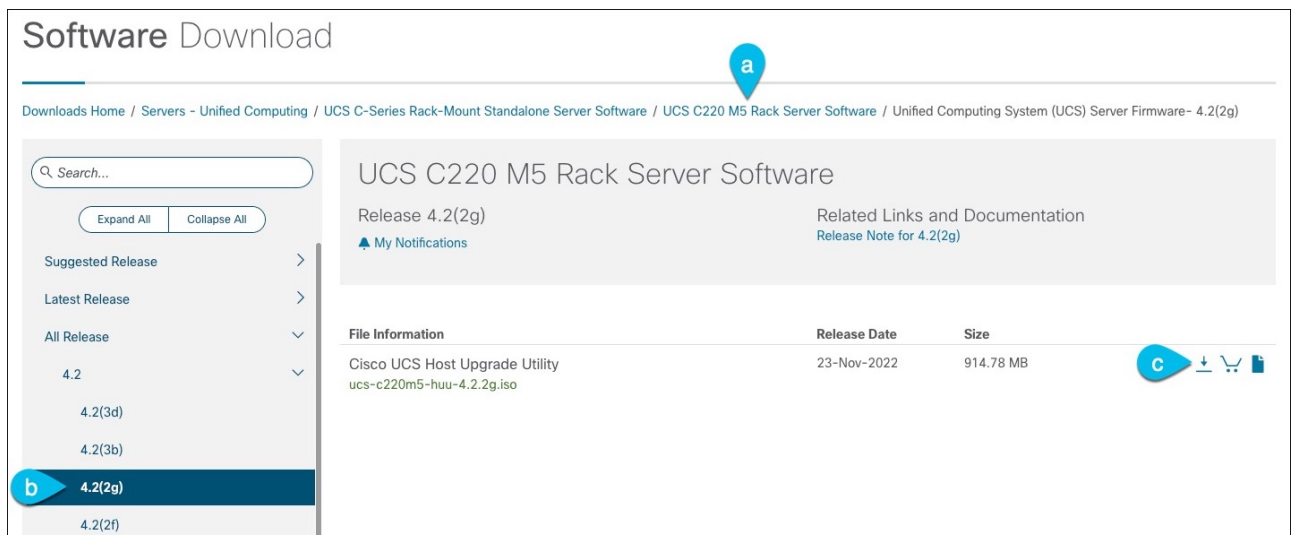 Software Download
a
Downloads Home / Servers - Unified Computing / UCS C-Series Rack-Mount Standalone Server Software / UCS C220 M5 Rack Server Software / Unified Computing System (UCS) Server Firmware- 4.2(2g)
Search...
Expand All Collapse All
Suggested Release
Latest Release
All Release
4.2
4.2(3d)
4.2(3b)
b 4.2(2g)
4.2(2f)
UCS C220 M5 Rack Server Software
Release 4.2(2g)
My Notifications
Related Links and Documentation
Release Note for 4.2(2g)
File Information Release Date Size
Cisco UCS Host Upgrade Utility 23-Nov-2022 914.78 MB c
ucs-c220m5-huu-4.2.2g.iso